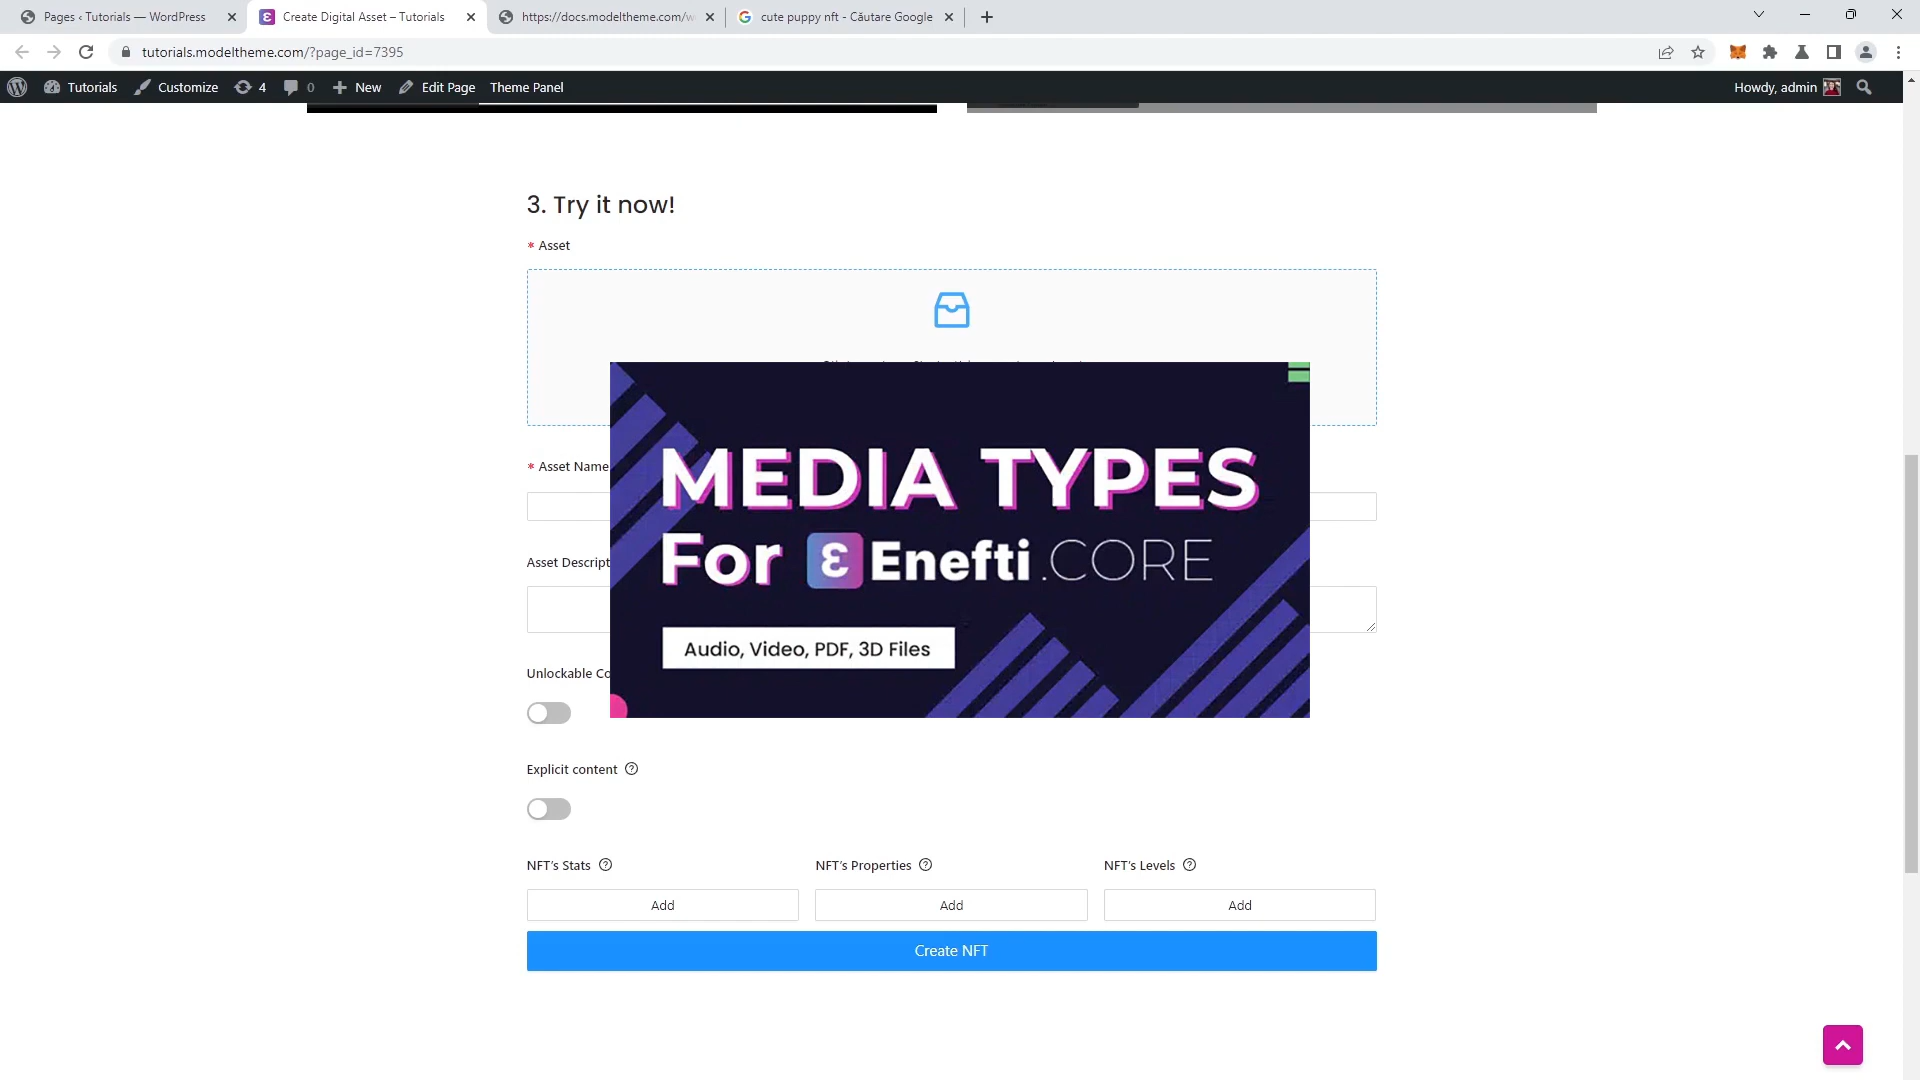 Pages ‹ Tutorials — WordPress
Create Digital Asset – Tutorials
https://docs.modeltheme.com/w
cute puppy nft - Căutare Google
tutorials.modeltheme.com/?page_id=7395
Tutorials
Customize
4
0
New
Edit Page
Theme Panel
Howdy, admin
3. Try it now!
* Asset
* Asset Name
MEDIA TYPES
For Enefti.CORE
Asset Descript
Audio, Video, PDF, 3D Files
Unlockable Co
Explicit content
NFT's Stats
NFT's Properties
NFT's Levels
Add
Add
Add
Create NFT